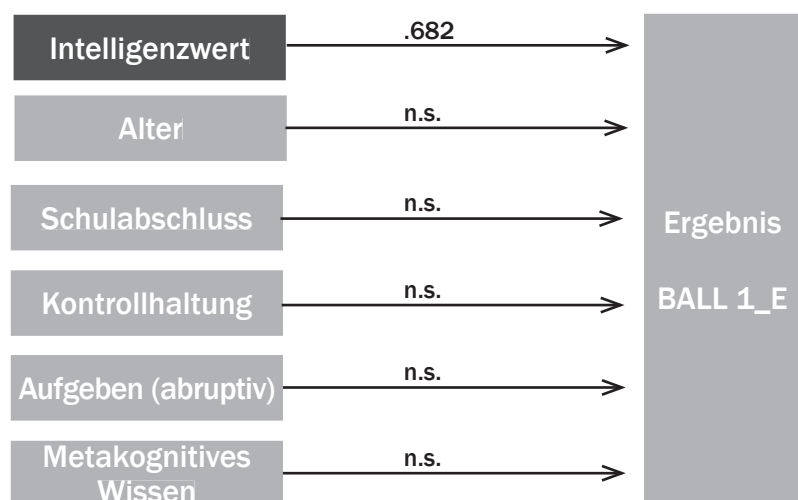 Intelligenzwert
.682
Alter
n.s.
Schulabschluss
n.s.
Kontrollhaltung
n.s.
Aufgeben (abruptiv)
n.s.
Metakognitives
Wissen
n.s.
Ergebnis
BALL 1_E